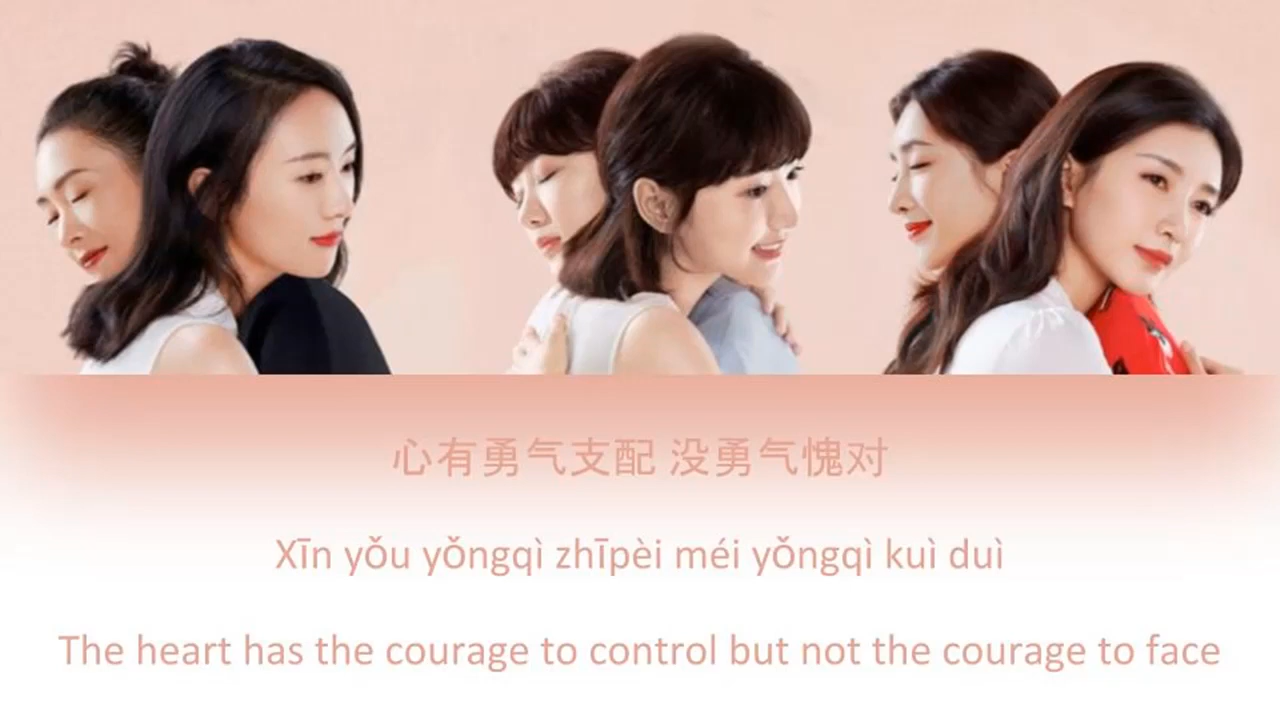 心有勇气支配 没勇气愧对
Xīn yǒu yǒngqì zhīpèi méi yǒngqì kuì duì
The heart has the courage to control but not the courage to face